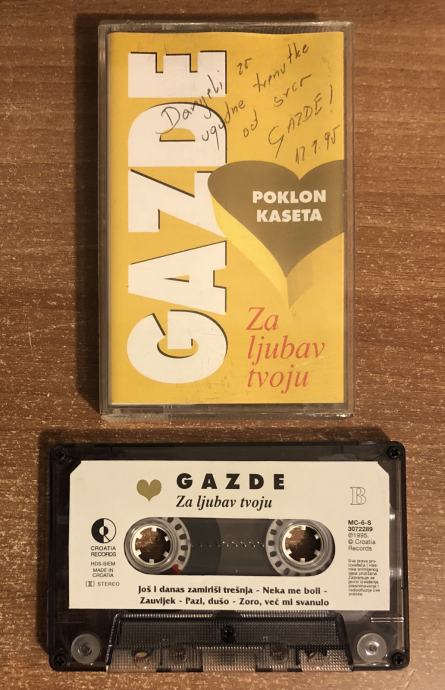 GAZDE
Danijeli za
ugodne trenutke
od srca
GAZDE!
12.9.95
POKLON
KASETA
Za
ljubav
tvoju
GAZDE
Za ljubav tvoju
B
CROATIA
RECORDS
HDS-SIEM
MADE IN
CROATIA
STEREO
MC-6-S
3072289
℗1995.
© Croatia
Records
Još i danas zamiriši trešnja - Neka me boli -
Zauvijek - Pazi, dušo - Zoro, već mi svanulo